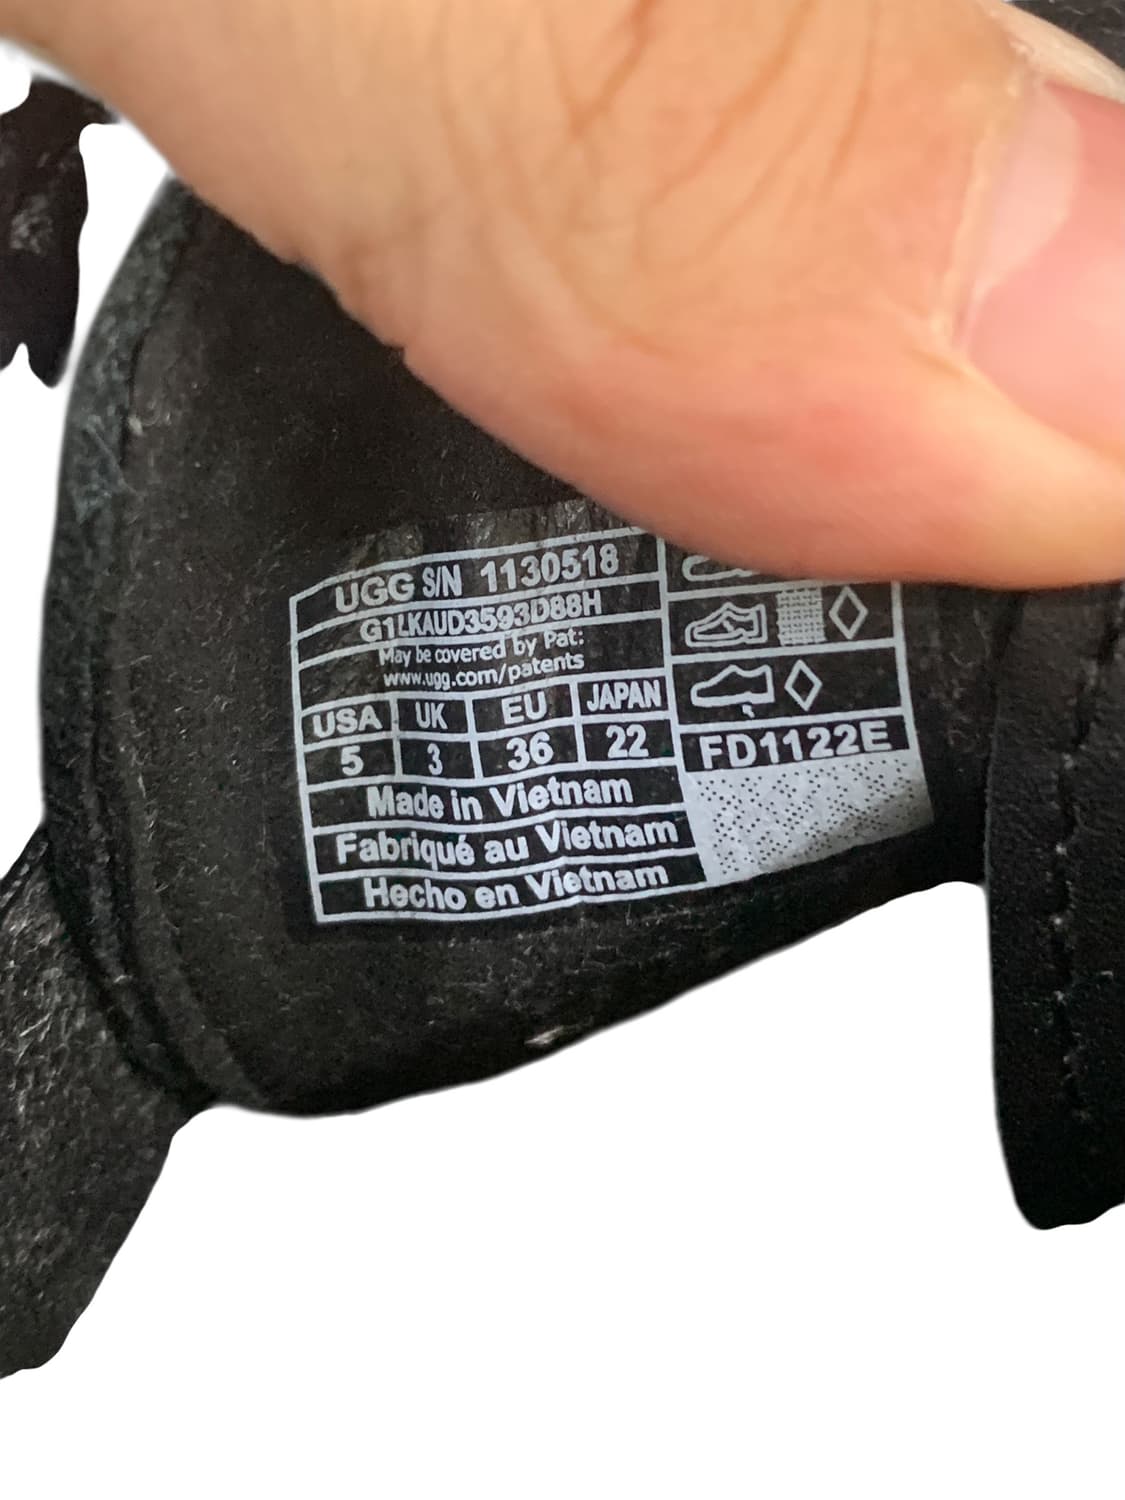 UGG S/N 1130518
G1LKAUD3593D88H
May be covered by Pat:
www.ugg.com/patents
USA UK EU JAPAN
5 3 36 22
FD1122E
Made in Vietnam
Fabriqué au Vietnam
Hecho en Vietnam